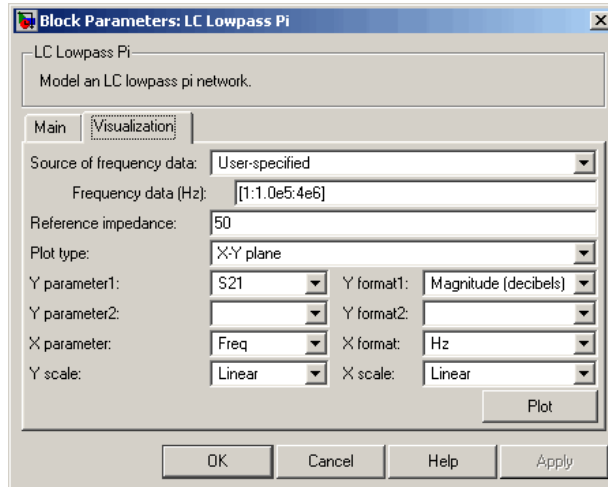 Block Parameters: LC Lowpass Pi
LC Lowpass Pi
Model an LC lowpass pi network.
Main Visualization
Source of frequency data: User-specified
Frequency data (Hz): [1:1.0e5:4e6]
Reference impedance: 50
Plot type: X-Y plane
Y parameter1: S21 Y format1: Magnitude (decibels)
Y parameter2: Y format2:
X parameter: Freq X format: Hz
Y scale: Linear X scale: Linear
Plot
OK Cancel Help Apply